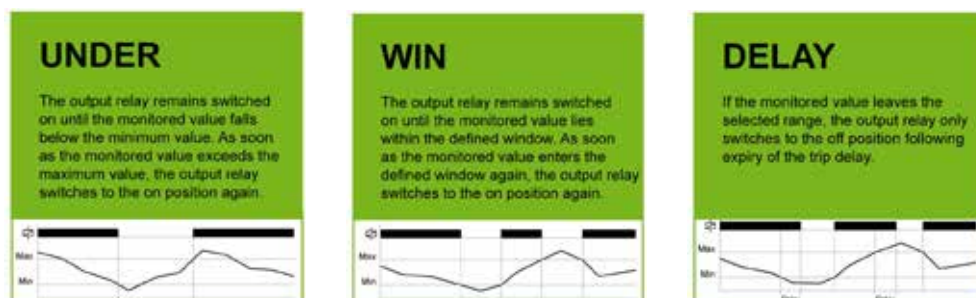 UNDER
The output relay remains switched
on until the monitored value falls
below the minimum value. As soon
as the monitored value exceeds the
maximum value, the output relay
switches to the on position again.
Max
Min
WIN
The output relay remains switched
on until the monitored value lies
within the defined window. As soon
as the monitored value enters the
defined window again, the output relay
switches to the on position again.
Max
Min
DELAY
If the monitored value leaves the
selected range, the output relay only
switches to the off position following
expiry of the trip delay.
Max
Min